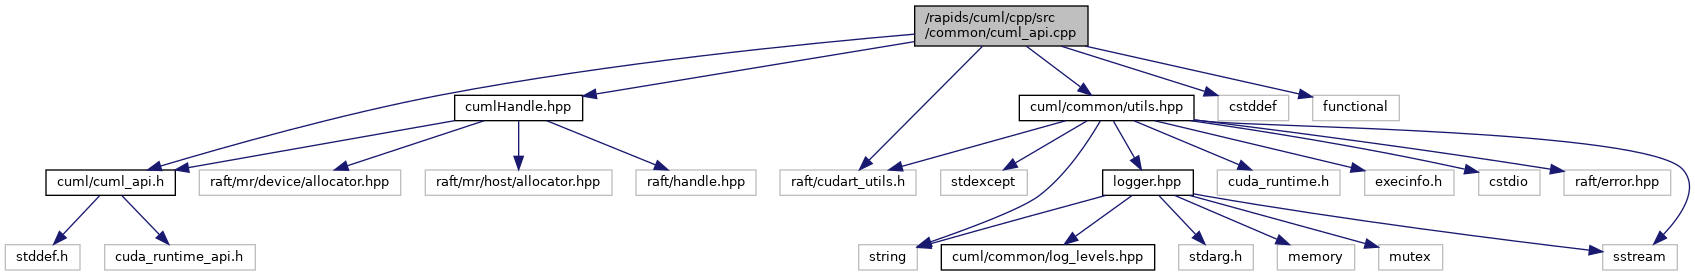 /rapids/cuml/cpp/src
/common/cuml_api.cpp
cumlHandle.hpp
cuml/common/utils.hpp
cstddef
functional
cuml/cuml_api.h
raft/mr/device/allocator.hpp
raft/mr/host/allocator.hpp
raft/handle.hpp
raft/cudart_utils.h
stdexcept
logger.hpp
cuda_runtime.h
execinfo.h
cstdio
raft/error.hpp
stddef.h
cuda_runtime_api.h
string
cuml/common/log_levels.hpp
stdarg.h
memory
mutex
sstream